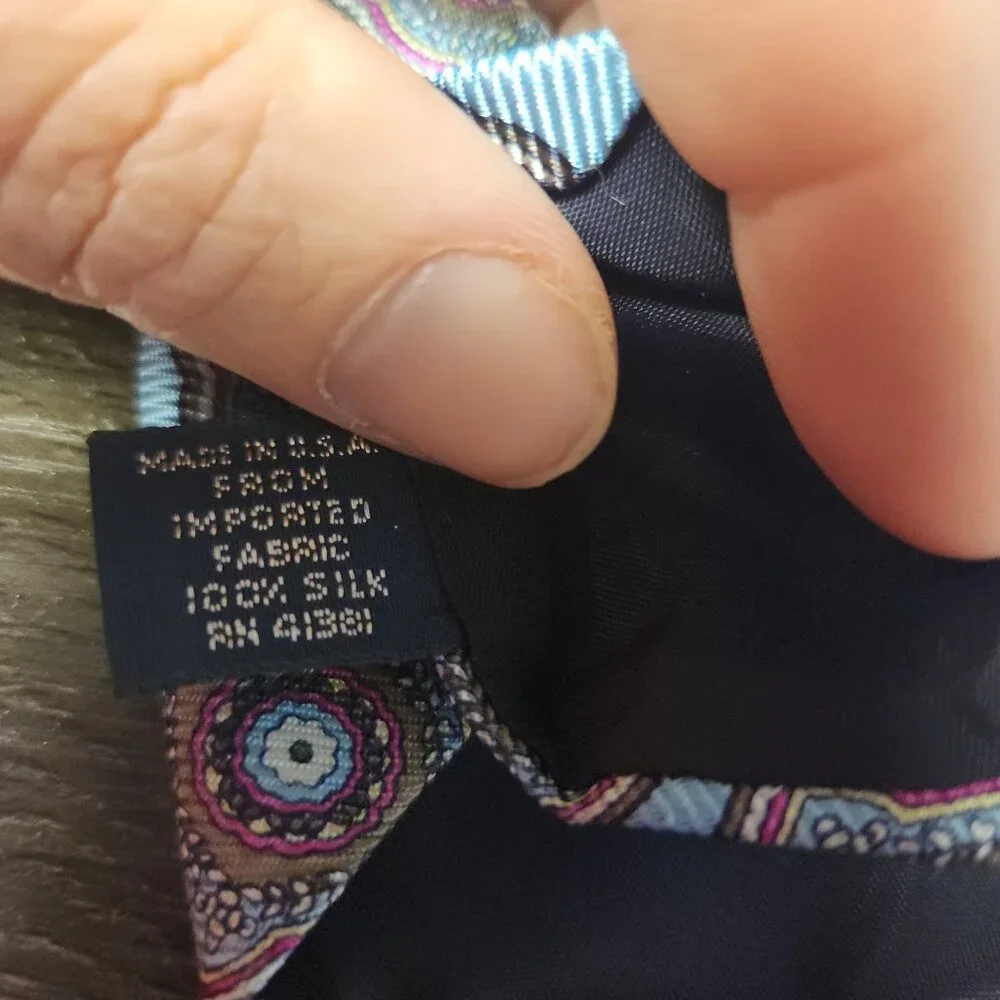 MADE IN U.S.A.
FROM
IMPORTED
FABRIC
100% SILK
RN 41381